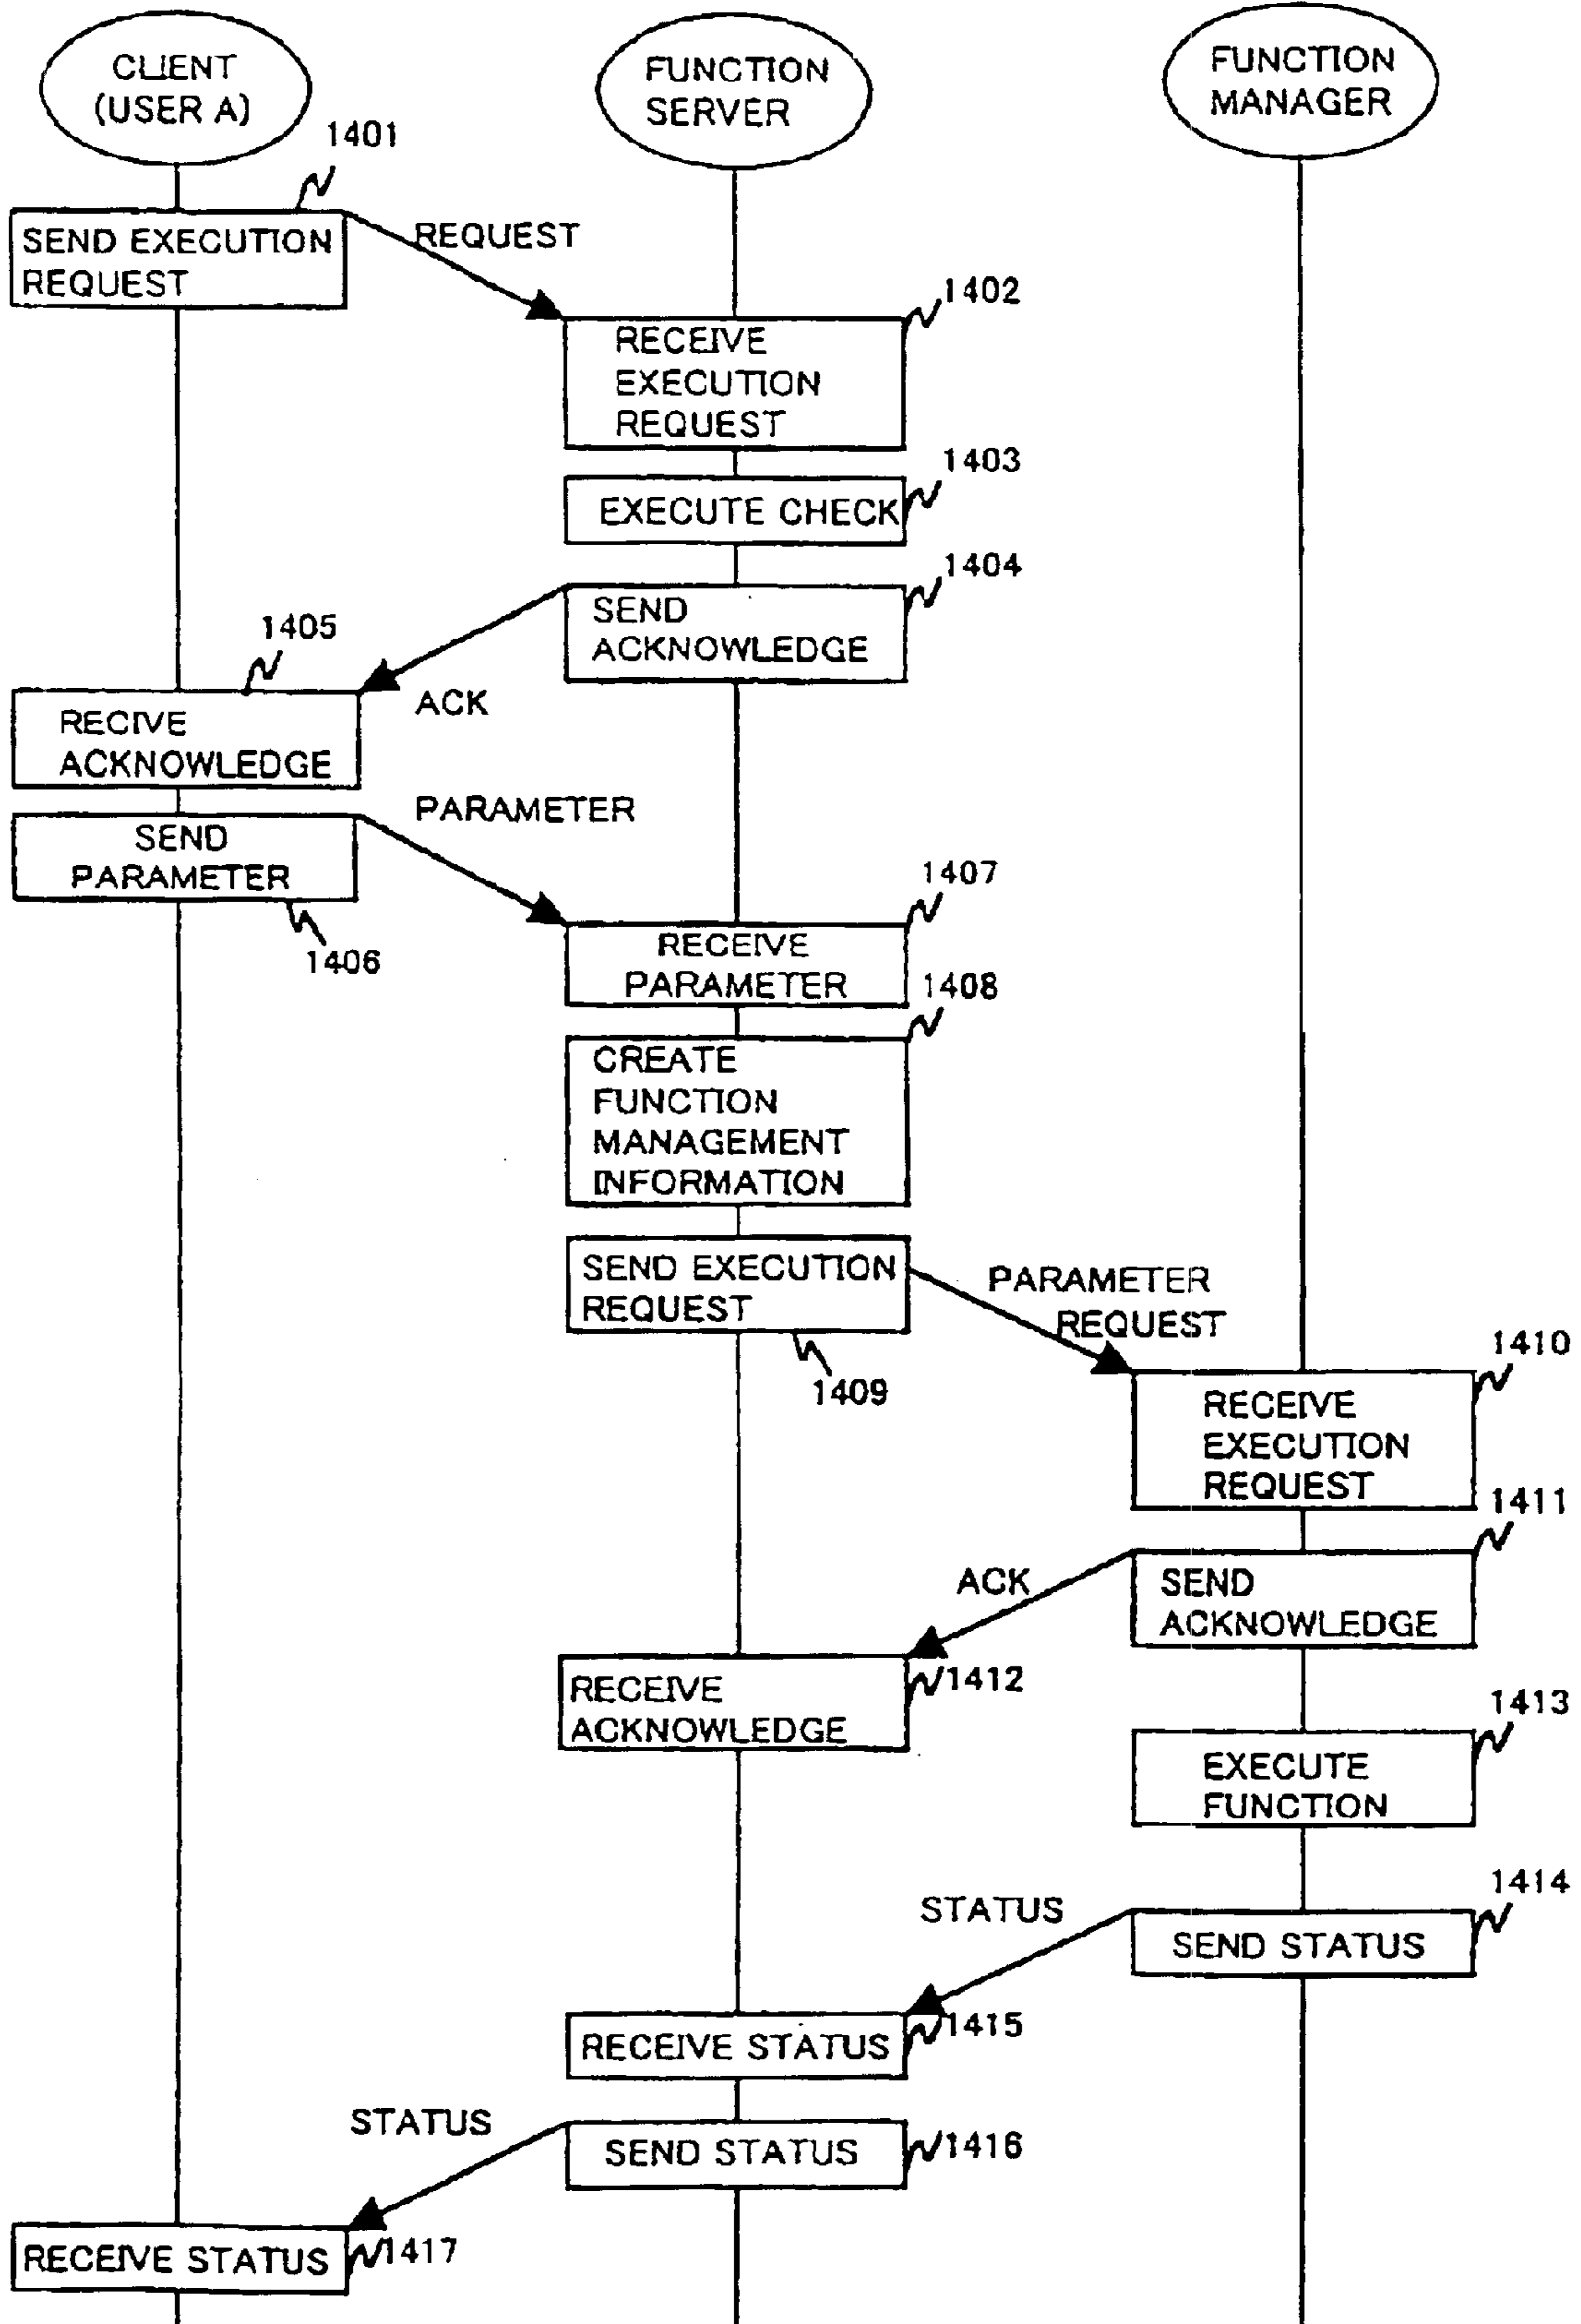 CLIENT
(USER A)
FUNCTION
SERVER
FUNCTION
MANAGER
1401
SEND EXECUTION
REQUEST
REQUEST
1402
RECEIVE
EXECUTION
REQUEST
1403
EXECUTE CHECK
1404
SEND
ACKNOWLEDGE
1405
ACK
RECIVE
ACKNOWLEDGE
PARAMETER
SEND
PARAMETER
1406
1407
RECEIVE
PARAMETER
1408
CREATE
FUNCTION
MANAGEMENT
INFORMATION
SEND EXECUTION
REQUEST
1409
PARAMETER
REQUEST
1410
RECEIVE
EXECUTION
REQUEST
1411
SEND
ACKNOWLEDGE
ACK
1412
RECEIVE
ACKNOWLEDGE
1413
EXECUTE
FUNCTION
1414
SEND STATUS
STATUS
1415
RECEIVE STATUS
STATUS
SEND STATUS
1416
RECEIVE STATUS
1417